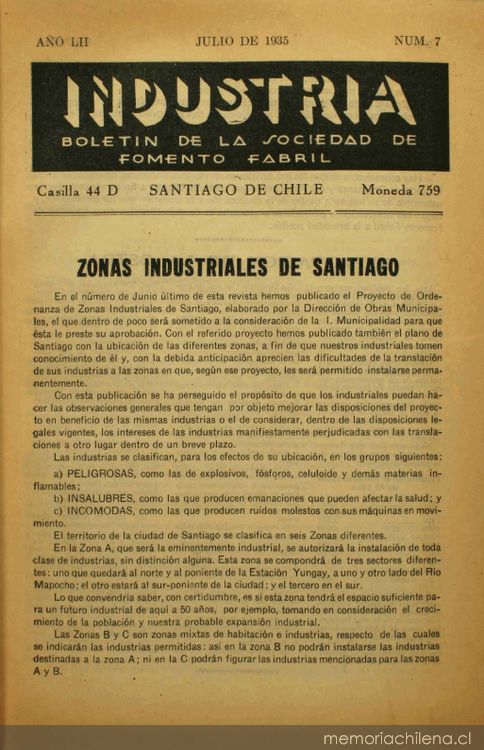 AÑO LII JULIO DE 1935 NUM. 7
INDUSTRIA
BOLETIN DE LA SOCIEDAD DE
FOMENTO FABRIL
Casilla 44 D SANTIAGO DE CHILE Moneda 759
ZONAS INDUSTRIALES DE SANTIAGO
En el número de Junio último de esta revista hemos publicado el Proyecto de Orde-
nanza de Zonas Industriales de Santiago, elaborado por la Dirección de Obras Municipa-
les, el que dentro de poco será sometido a la consideración de la I. Municipalidad para que
ésta le preste su aprobación. Con el referido proyecto hemos publicado también el plano de
Santiago con la ubicación de las diferentes zonas, a fin de que nuestros industriales tomen
conocimiento de él y, con la debida anticipación aprecien las dificultades de la translación
de sus industrias a las zonas en que, según ese proyecto, les será permitido instalarse perma-
nentemente.
Con esta publicación se ha perseguido el propósito de que los industriales puedan ha-
cer las observaciones generales que tengan por objeto mejorar las disposiciones del proyec-
to en beneficio de las mismas industrias o el de considerar, dentro de las disposiciones le-
gales vigentes, los intereses de las industrias manifiestamente perjudicadas con las transla-
ciones a otro lugar dentro de un breve plazo.
Las industrias se clasifican, para los efectos de su ubicación, en los grupos siguientes:
a) PELIGROSAS, como las de explosivos, fósforos, celuloide y demás materias in-
flamables;
b) INSALUBRES, como las que producen emanaciones que pueden afectar la salud; y
c) INCOMODAS, como las que producen ruidos molestos con sus máquinas en movi-
miento.
El territorio de la ciudad de Santiago se clasifica en seis Zonas diferentes.
En la Zona A, que será la eminentemente industrial, se autorizará la instalación de toda
clase de industrias, sin distinción alguna. Esta zona se compondrá de tres sectores diferen-
tes: uno que quedará al norte y al poniente de la Estación Yungay, a uno y otro lado del Río
Mapocho; el otro estará al sur-poniente de la ciudad; y el tercero en el sur.
Lo que convendría saber, con certidumbre, es si esta zona tendrá el espacio suficiente pa-
ra un futuro industrial de aquí a 50 años, por ejemplo, tomando en consideración el creci-
miento de la población y nuestra probable expansión industrial.
Las Zonas B y C son zonas mixtas de habitación e industrias, respecto de las cuales
se indicarán las industrias permitidas: así en la zona B no podrán instalarse las industrias
destinadas a la zona A; ni en la C podrán figurar las industrias mencionadas para las zonas
A y B.
memoriachilena.cl